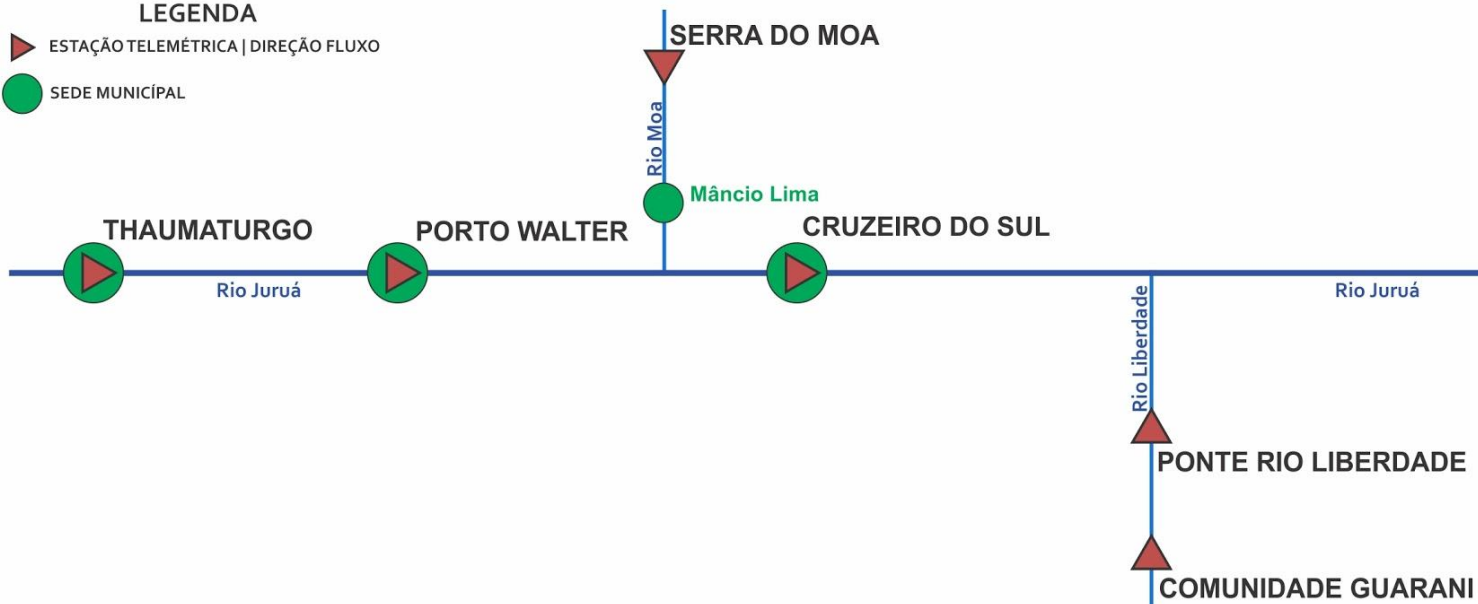 LEGENDA
ESTAÇÃO TELEMÉTRICA | DIREÇÃO FLUXO
SEDE MUNICÍPAL
SERRA DO MOA
Rio Moa
Mâncio Lima
THAUMATURGO
PORTO WALTER
CRUZEIRO DO SUL
Rio Juruá
Rio Juruá
Rio Liberdade
PONTE RIO LIBERDADE
COMUNIDADE GUARANI